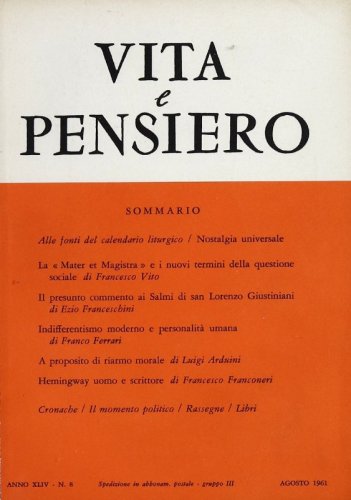 VITA
e
PENSIERO
SOMMARIO
Alle fonti del calendario liturgico / Nostalgia universale
La « Mater et Magistra » e i nuovi termini della questione
sociale di Francesco Vito
Il presunto commento ai Salmi di san Lorenzo Giustiniani
di Ezio Franceschini
Indifferentismo moderno e personalità umana
di Franco Ferrari
A proposito di riatmo morale di Luigi Arduini
Hemingway uomo e scrittore di Francesco Franconeri
Cronache / Il momento politico / Rassegne / Libri
ANNO XLIV - N. 8 Spedizione in abbonam. postale - gruppo III AGOSTO 1961